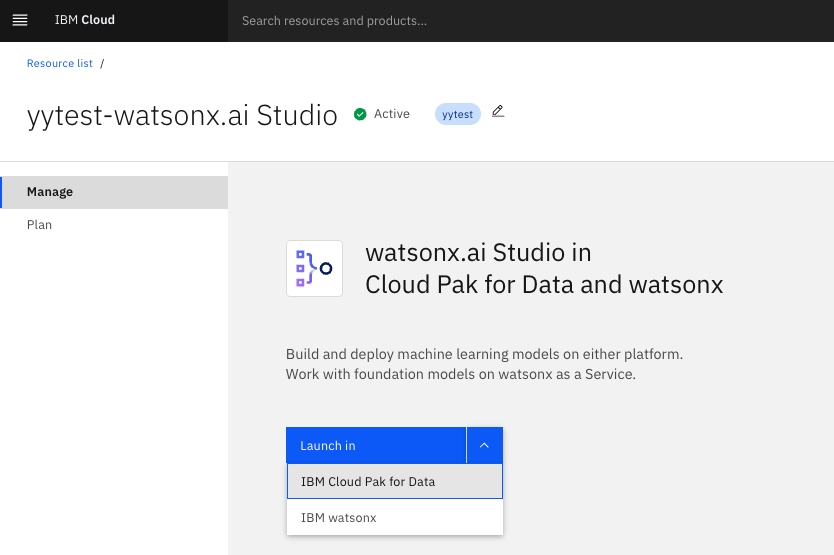 IBM Cloud
Search resources and products...
Resource list /
yytest-watsonx.ai Studio
Active
yytest
Manage
Plan
watsonx.ai Studio in
Cloud Pak for Data and watsonx
Build and deploy machine learning models on either platform.
Work with foundation models on watsonx as a Service.
Launch in
IBM Cloud Pak for Data
IBM watsonx